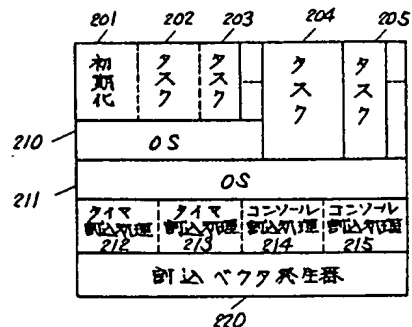 201 202 203 204 205
初期化 タスク タスク タスク タスク
210 OS
211 OS
タイマ タイマ コンソール コンソール
割込処理 割込処理 割込処理 割込処理
212 213 214 215
割込ベクタ発生器
220